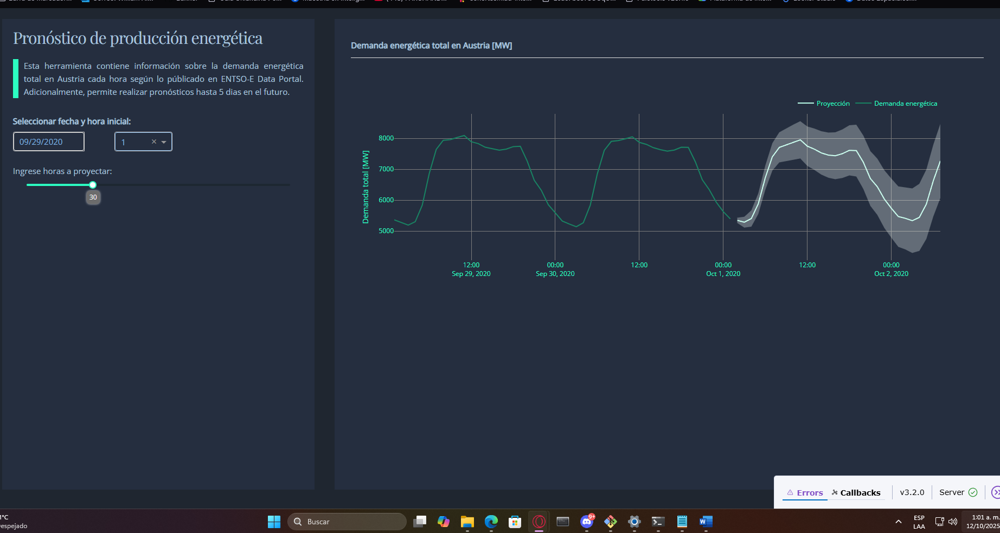 Pronóstico de producción energética
Esta herramienta contiene información sobre la demanda energética
total en Austria cada hora según lo públicado en ENTSO-E Data Portal.
Adicionalmente, permite realizar pronósticos hasta 5 dias en el futuro.
Seleccionar fecha y hora inicial:
09/29/2020
1
Ingrese horas a proyectar:
30
Demanda energética total en Austria [MW]
Proyección
Demanda energética
Demanda total [MW]
8000
7000
6000
5000
12:00
Sep 29, 2020
00:00
Sep 30, 2020
12:00
00:00
Oct 1, 2020
12:00
00:00
Oct 2, 2020
Errors
Callbacks
v3.2.0
Server
Buscar
9+
ESP
LAA
1:01 a. m.
12/10/2025